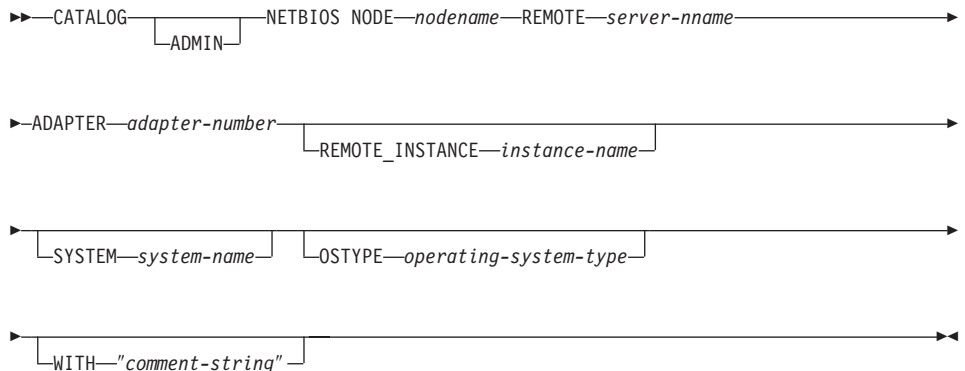 CATALOG NETBIOS NODE nodename REMOTE server-nname
ADMIN
ADAPTER adapter-number
REMOTE_INSTANCE instance-name
SYSTEM system-name OSTYPE operating-system-type
WITH "comment-string"